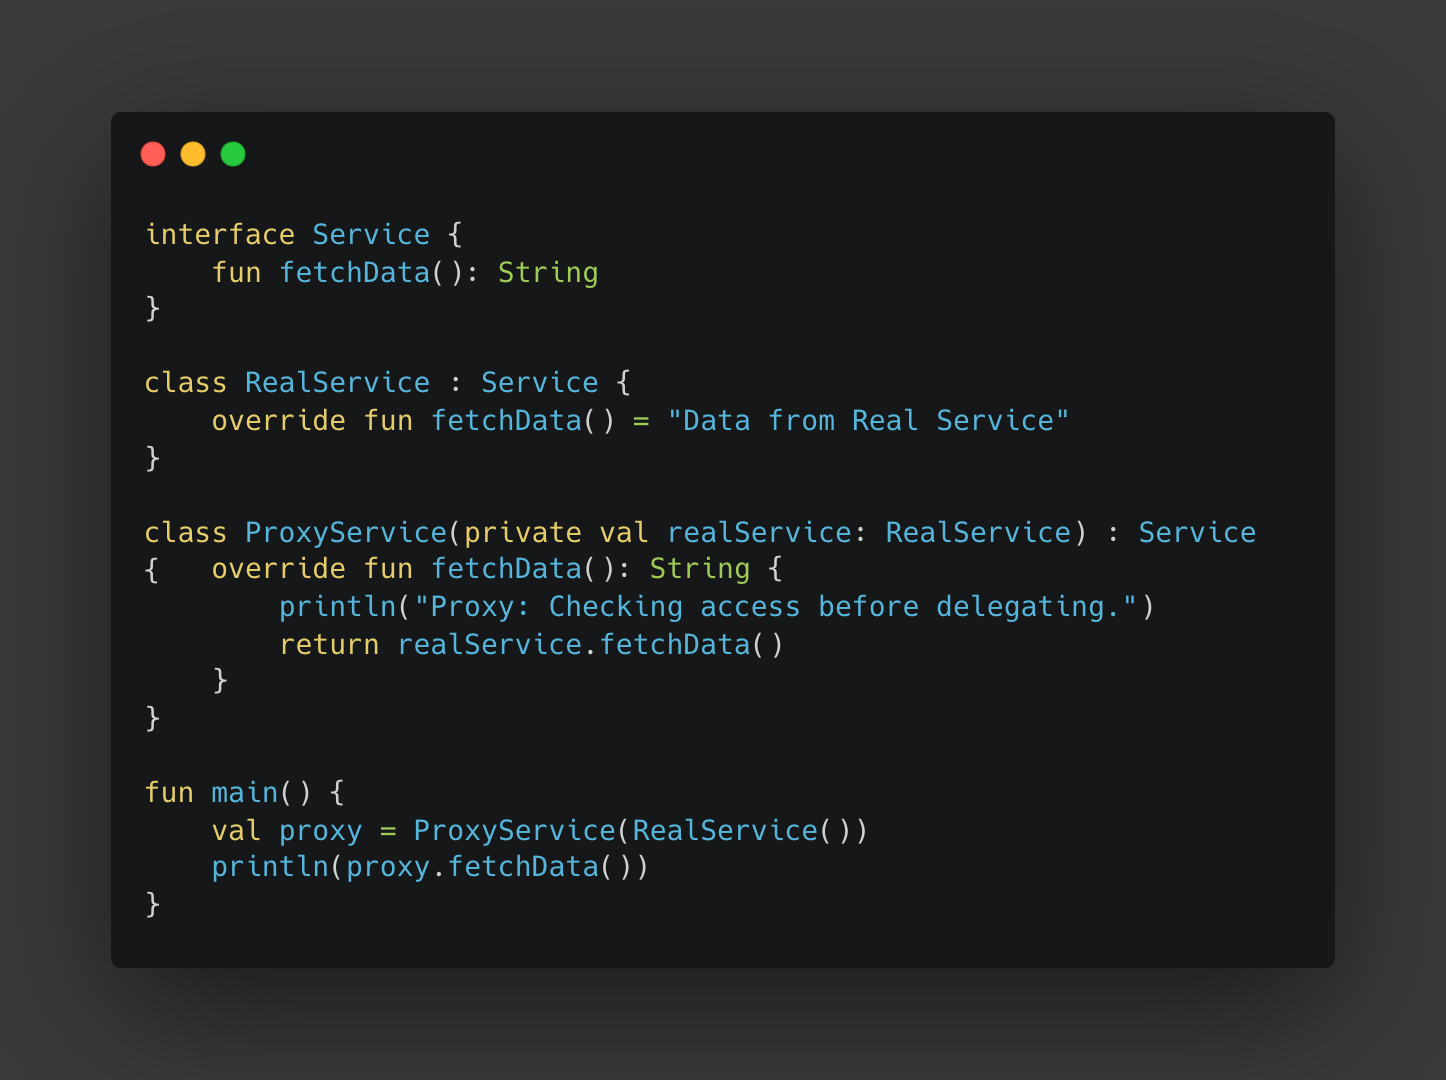 interface Service {
    fun fetchData(): String
}

class RealService : Service {
    override fun fetchData() = "Data from Real Service"
}

class ProxyService(private val realService: RealService) : Service
{   override fun fetchData(): String {
        println("Proxy: Checking access before delegating.")
        return realService.fetchData()
    }
}

fun main() {
    val proxy = ProxyService(RealService())
    println(proxy.fetchData())
}